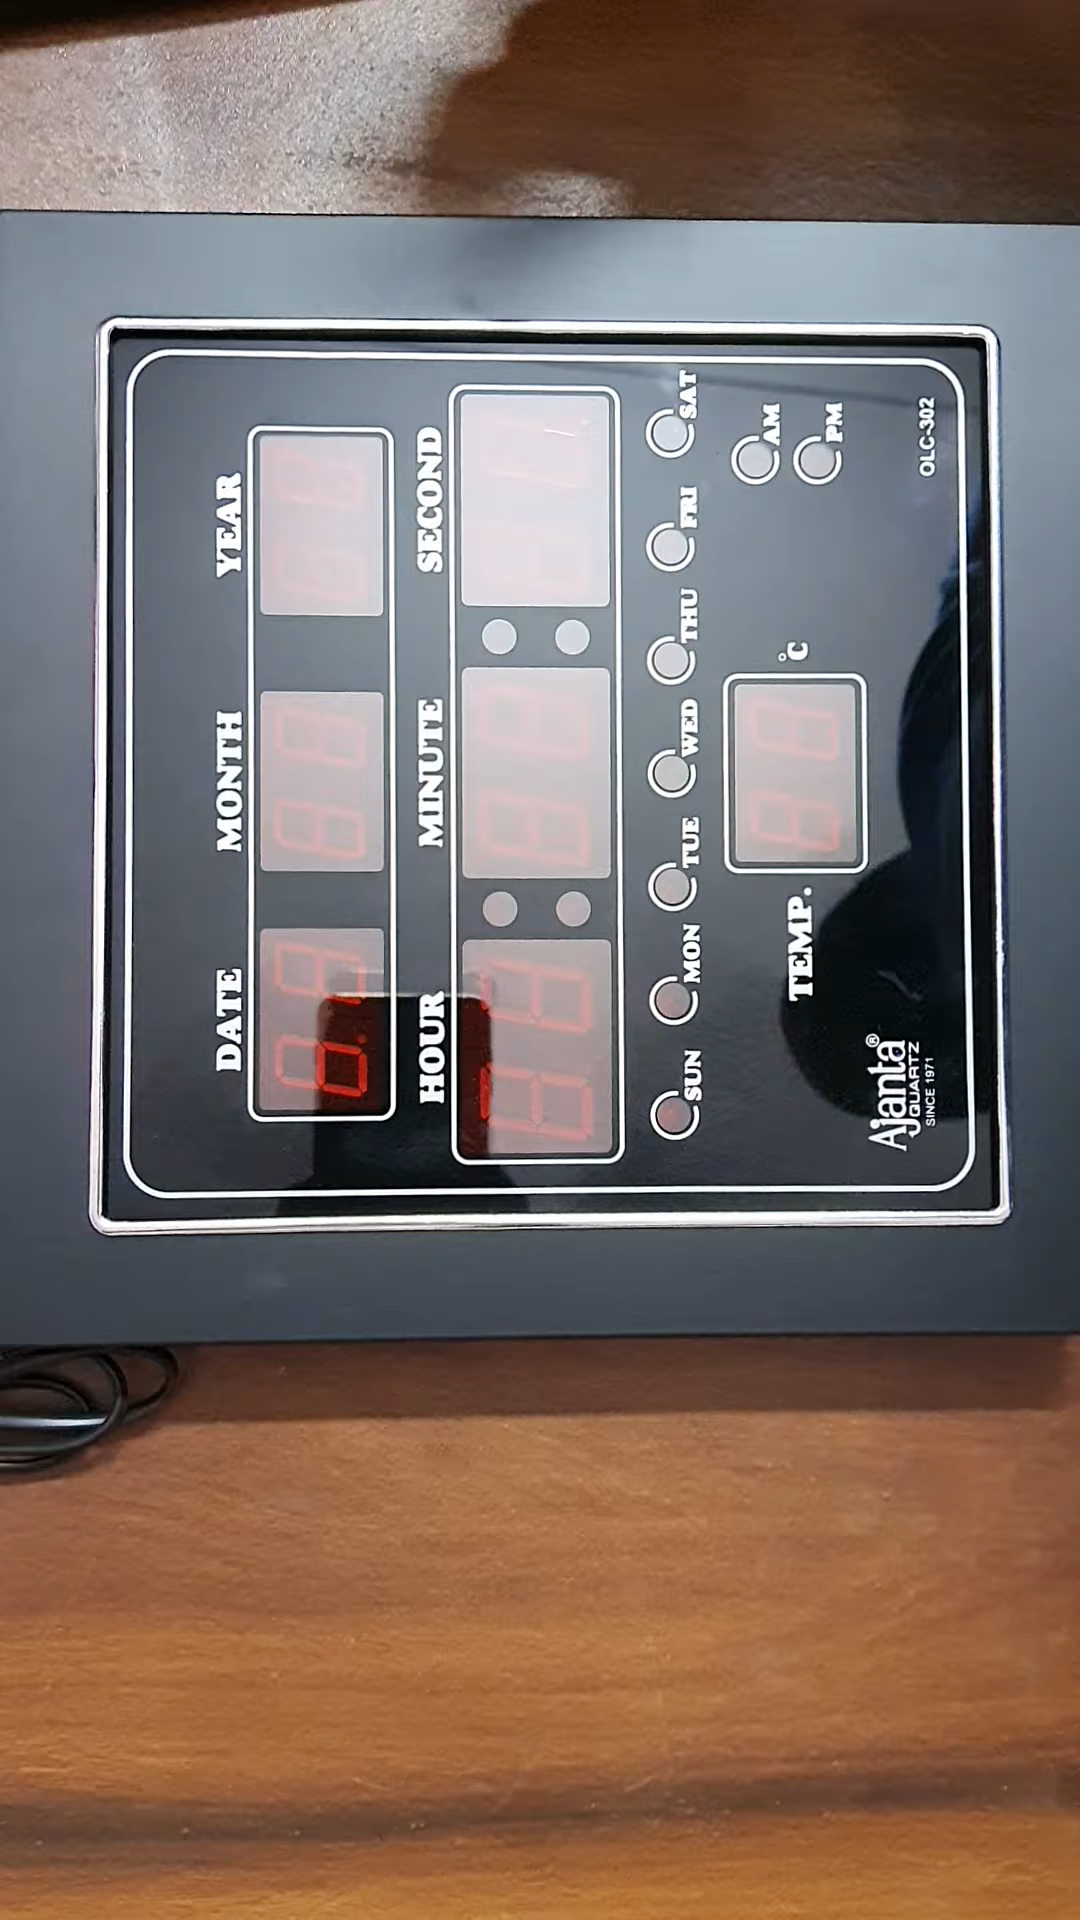 DATE MONTH YEAR
HOUR MINUTE SECOND
SUN MON TUE WED THU FRI SAT
TEMP. °C
AM
PM
Ajanta®
QUARTZ
SINCE 1971
OLC-302